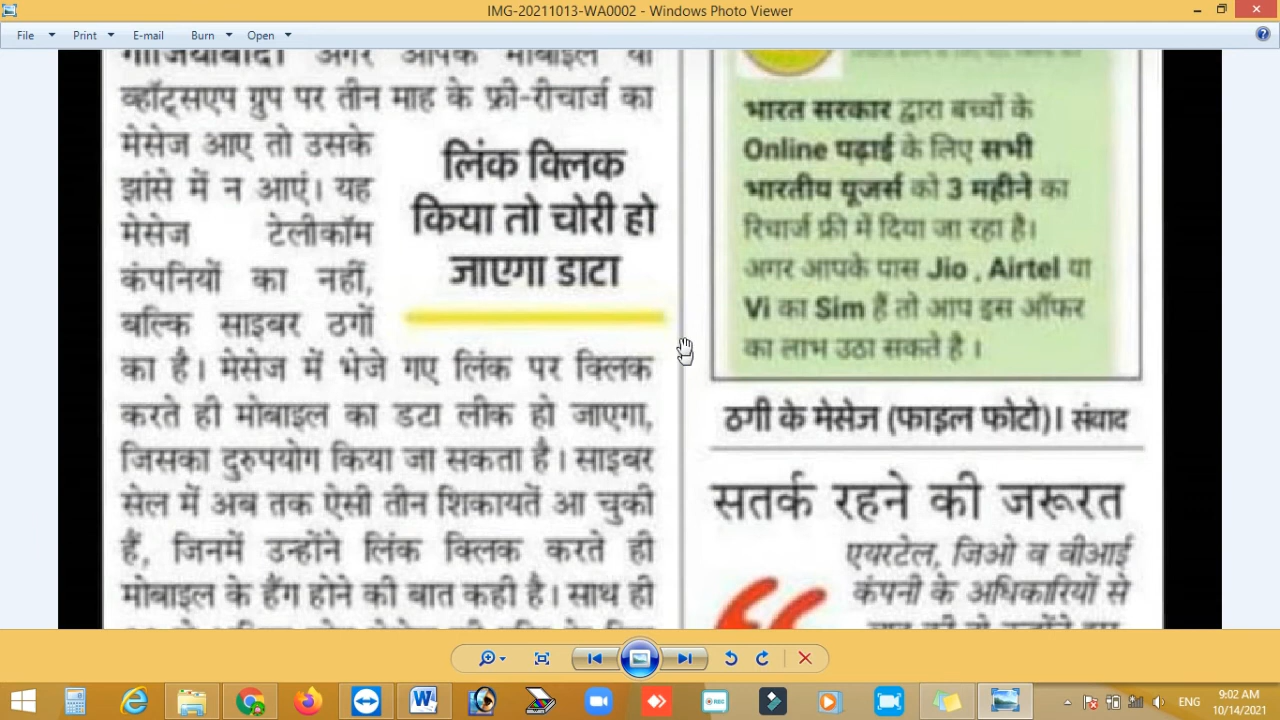 IMG-20211013-WA0002 - Windows Photo Viewer
File Print E-mail Burn Open
गाजियाबाद। अगर आपके मोबाइल या
व्हॉट्सएप ग्रुप पर तीन माह के फ्री-रीचार्ज का
मेसेज आए तो उसके
झांसे में न आएं। यह
मेसेज टेलीकॉम
कंपनियों का नहीं,
बल्कि साइबर ठगों
का है। मेसेज में भेजे गए लिंक पर क्लिक
करते ही मोबाइल का डटा लीक हो जाएगा,
जिसका दुरुपयोग किया जा सकता है। साइबर
सेल में अब तक ऐसी तीन शिकायतें आ चुकी
हैं, जिनमें उन्होंने लिंक क्लिक करते ही
मोबाइल के हैंग होने की बात कही है। साथ ही
लिंक क्लिक
किया तो चोरी हो
जाएगा डाटा
भारत सरकार द्वारा बच्चों के
Online पढ़ाई के लिए सभी
भारतीय यूजर्स को 3 महीने का
रिचार्ज फ्री में दिया जा रहा है।
अगर आपके पास Jio , Airtel या
Vi का Sim हैं तो आप इस ऑफर
का लाभ उठा सकते है ।
ठगी के मेसेज (फाइल फोटो)। संवाद
सतर्क रहने की जरूरत
एयरटेल, जिओ व वीआई
कंपनी के अधिकारियों से
REC
ENG
9:02 AM
10/14/2021